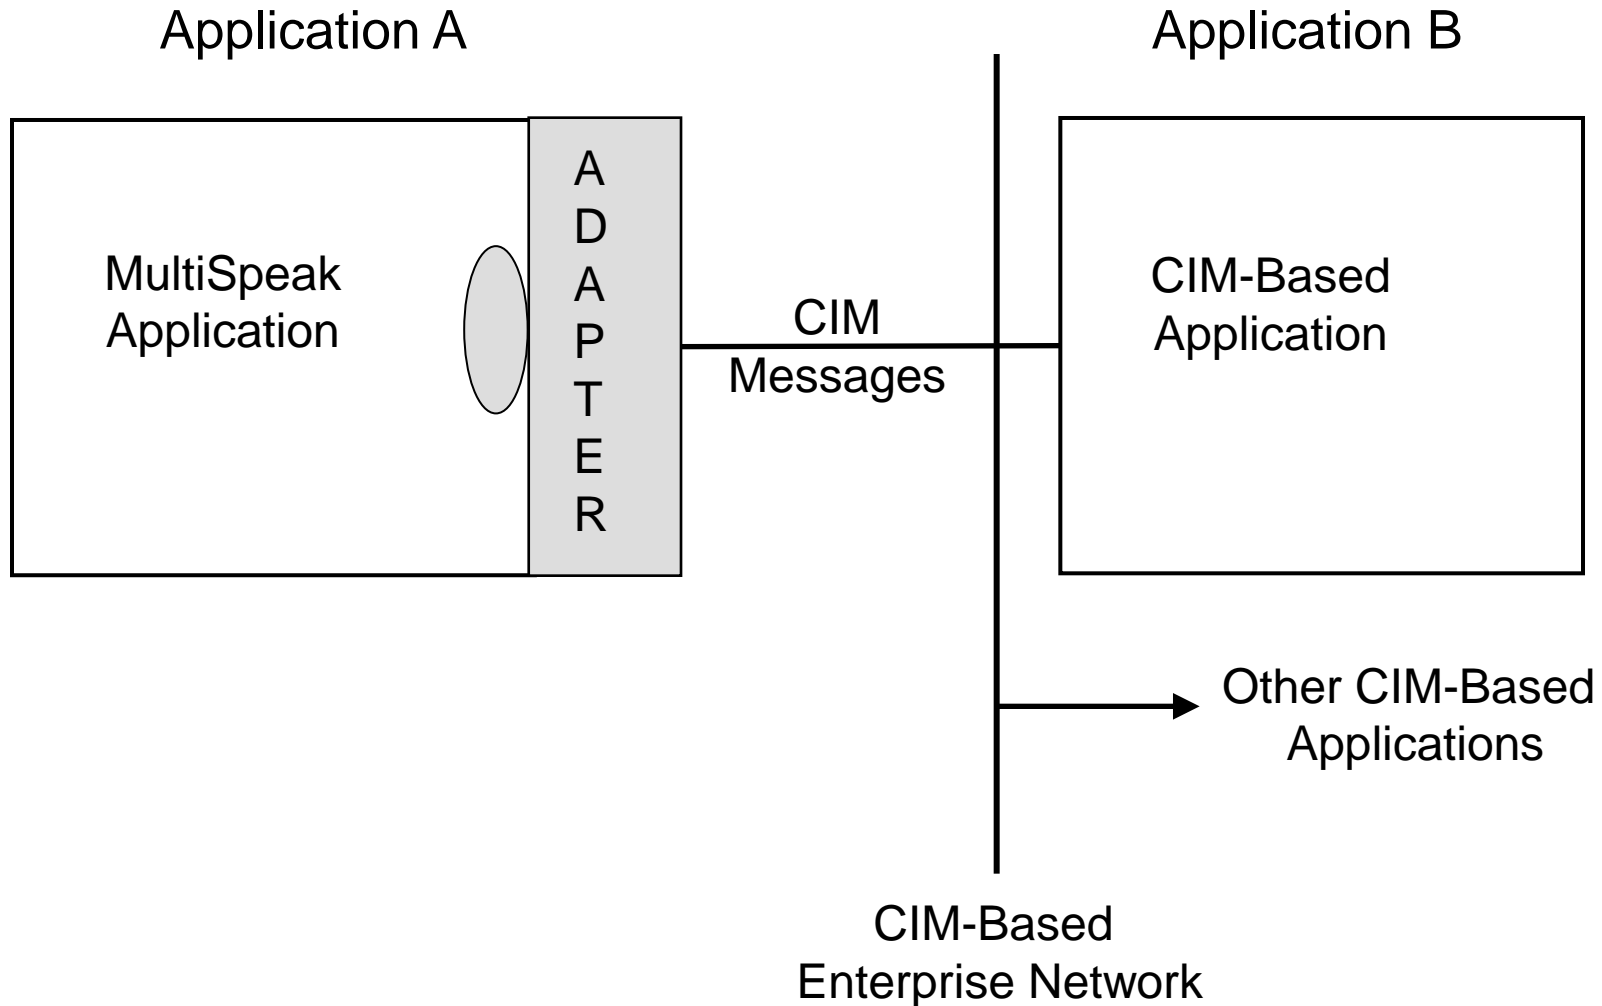 Application A
Application B
MultiSpeak
Application
A
D
A
P
T
E
R
CIM
Messages
CIM-Based
Application
Other CIM-Based
Applications
CIM-Based
Enterprise Network